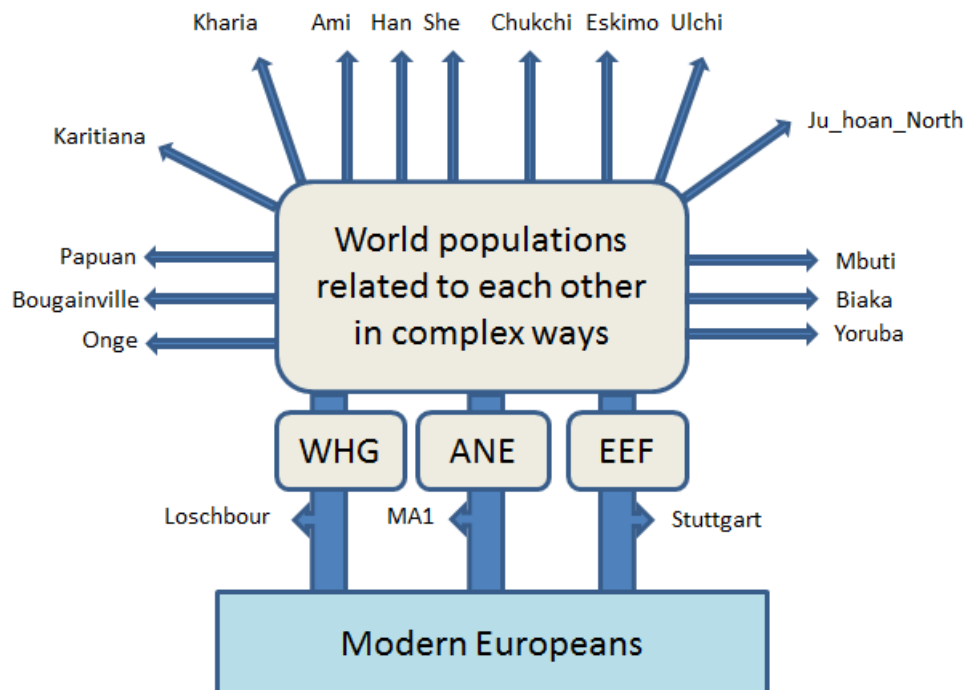 Kharia Ami Han She Chukchi Eskimo Ulchi
Karitiana
Ju_hoan_North
World populations
related to each other
in complex ways
Papuan
Bougainville
Onge
Mbuti
Biaka
Yoruba
WHG ANE EEF
Loschbour MA1 Stuttgart
Modern Europeans